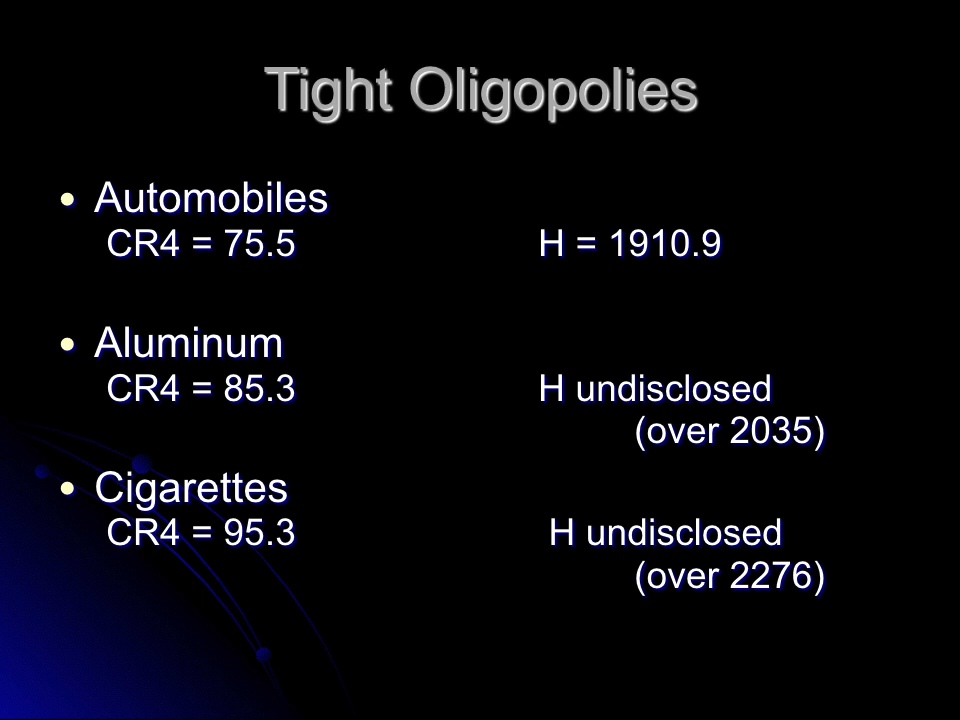 Tight Oligopolies
• Automobiles
CR4 = 75.5 H = 1910.9
• Aluminum
CR4 = 85.3 H undisclosed
(over 2035)
• Cigarettes
CR4 = 95.3 H undisclosed
(over 2276)